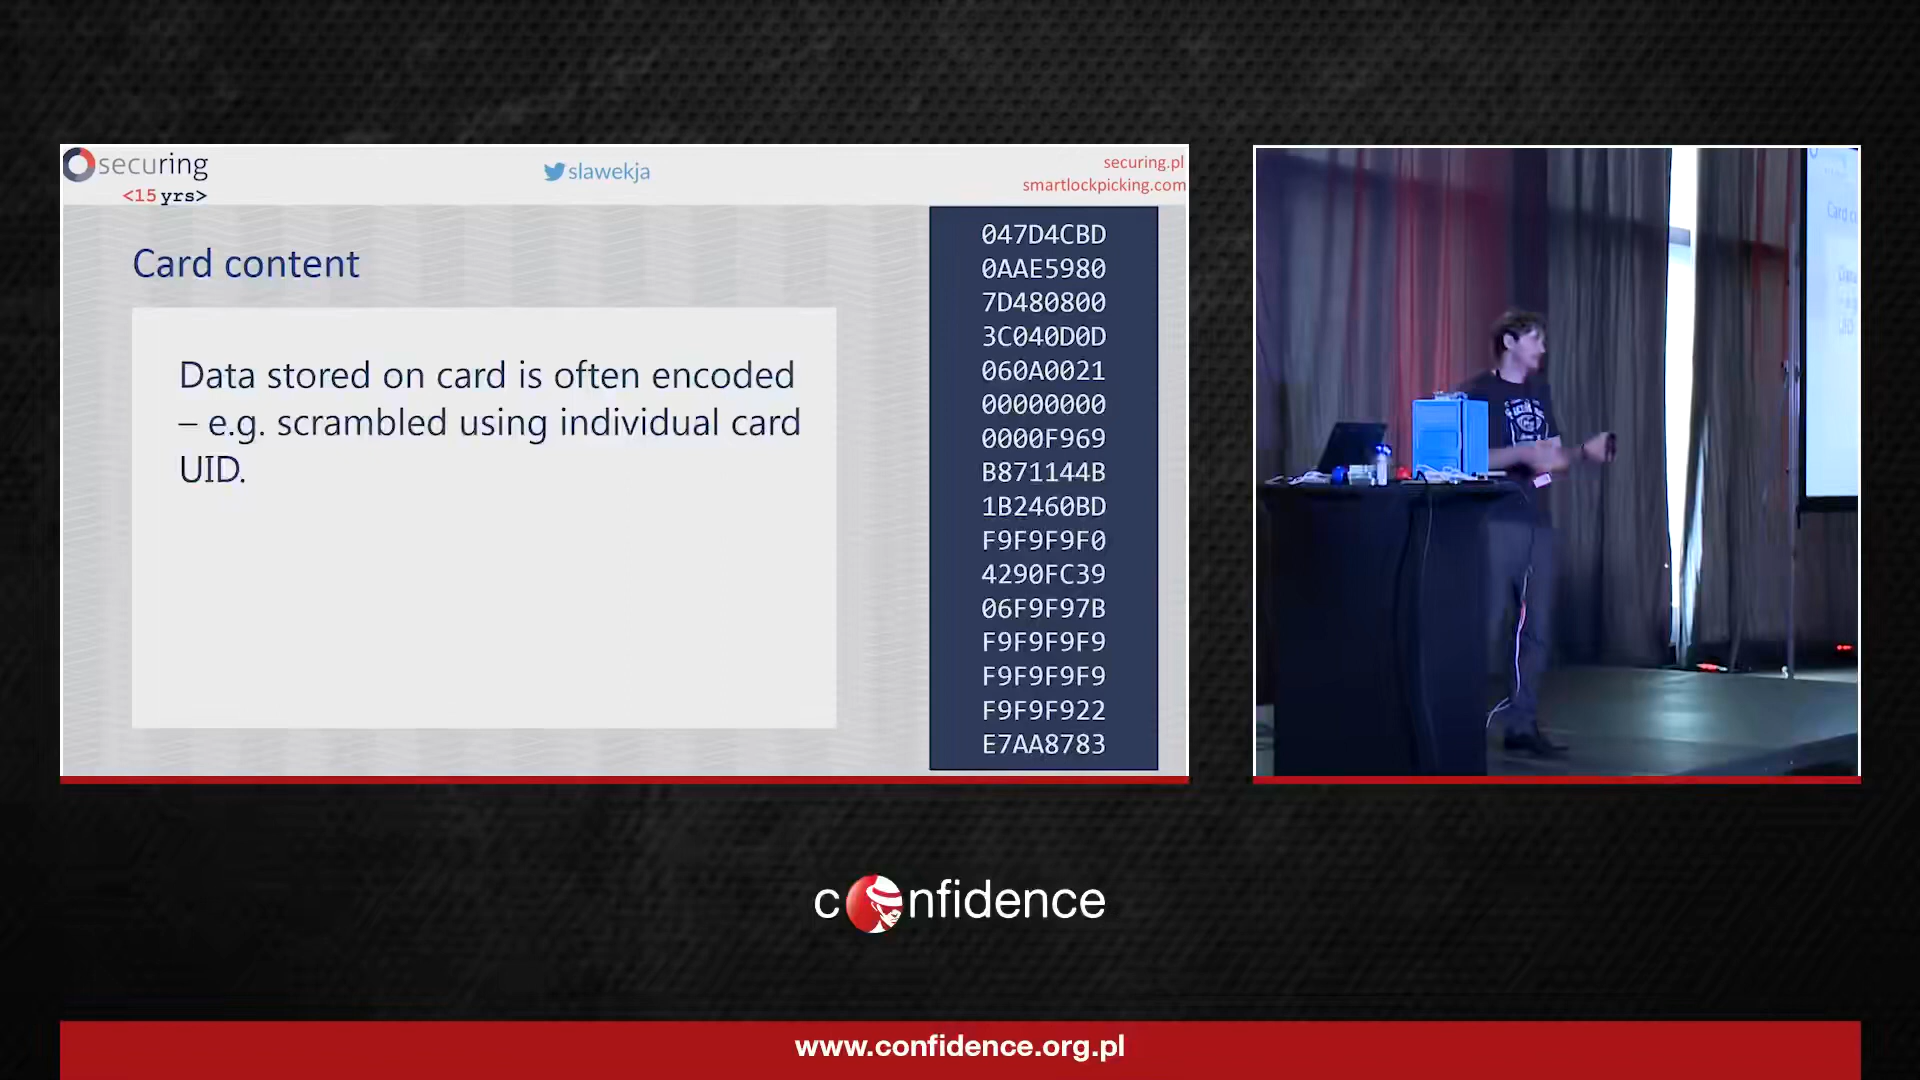 securing
<15 yrs>
slawekja
securing.pl
smartlockpicking.com
Card content
Data stored on card is often encoded
– e.g. scrambled using individual card
UID.
047D4CBD
0AAE5980
7D480800
3C040D0D
060A0021
00000000
0000F969
B871144B
1B2460BD
F9F9F9F0
4290FC39
06F9F97B
F9F9F9F9
F9F9F9F9
F9F9F922
E7AA8783
confidence
www.confidence.org.pl